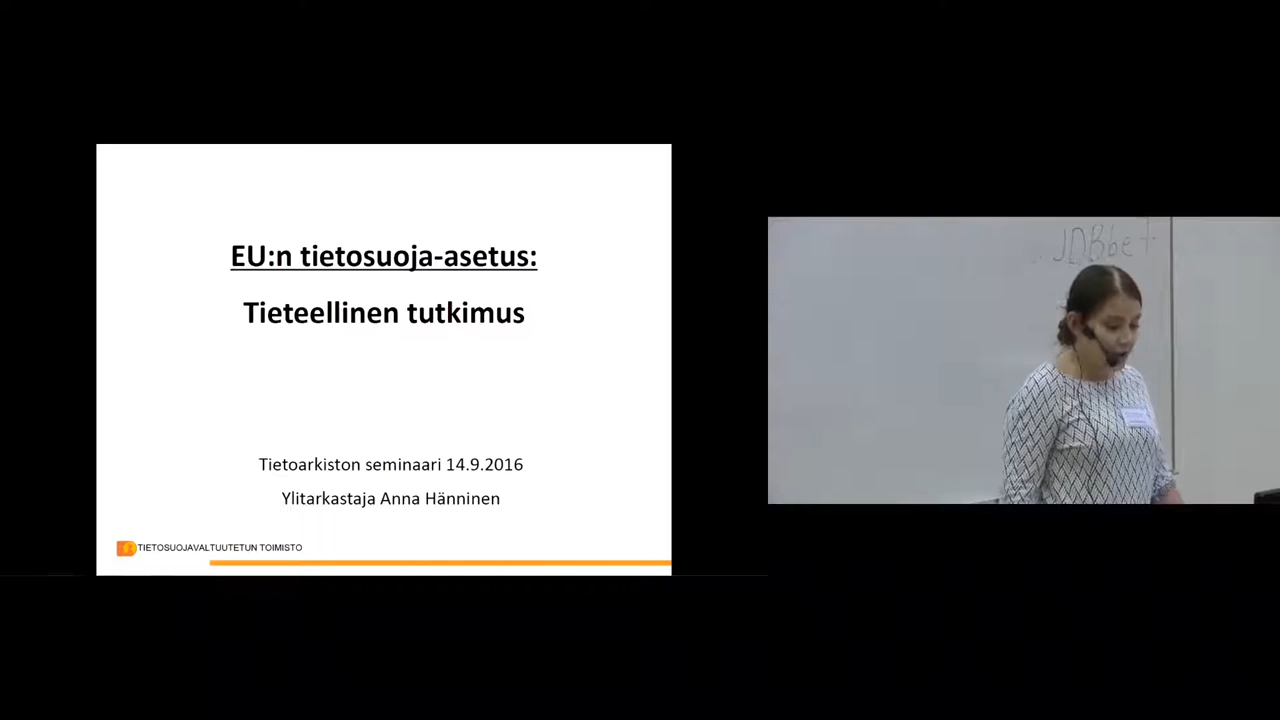 EU:n tietosuoja-asetus:
Tieteellinen tutkimus
Tietoarkiston seminaari 14.9.2016
Ylitarkastaja Anna Hänninen
TIETOSUOJAVALTUUTETUN TOIMISTO